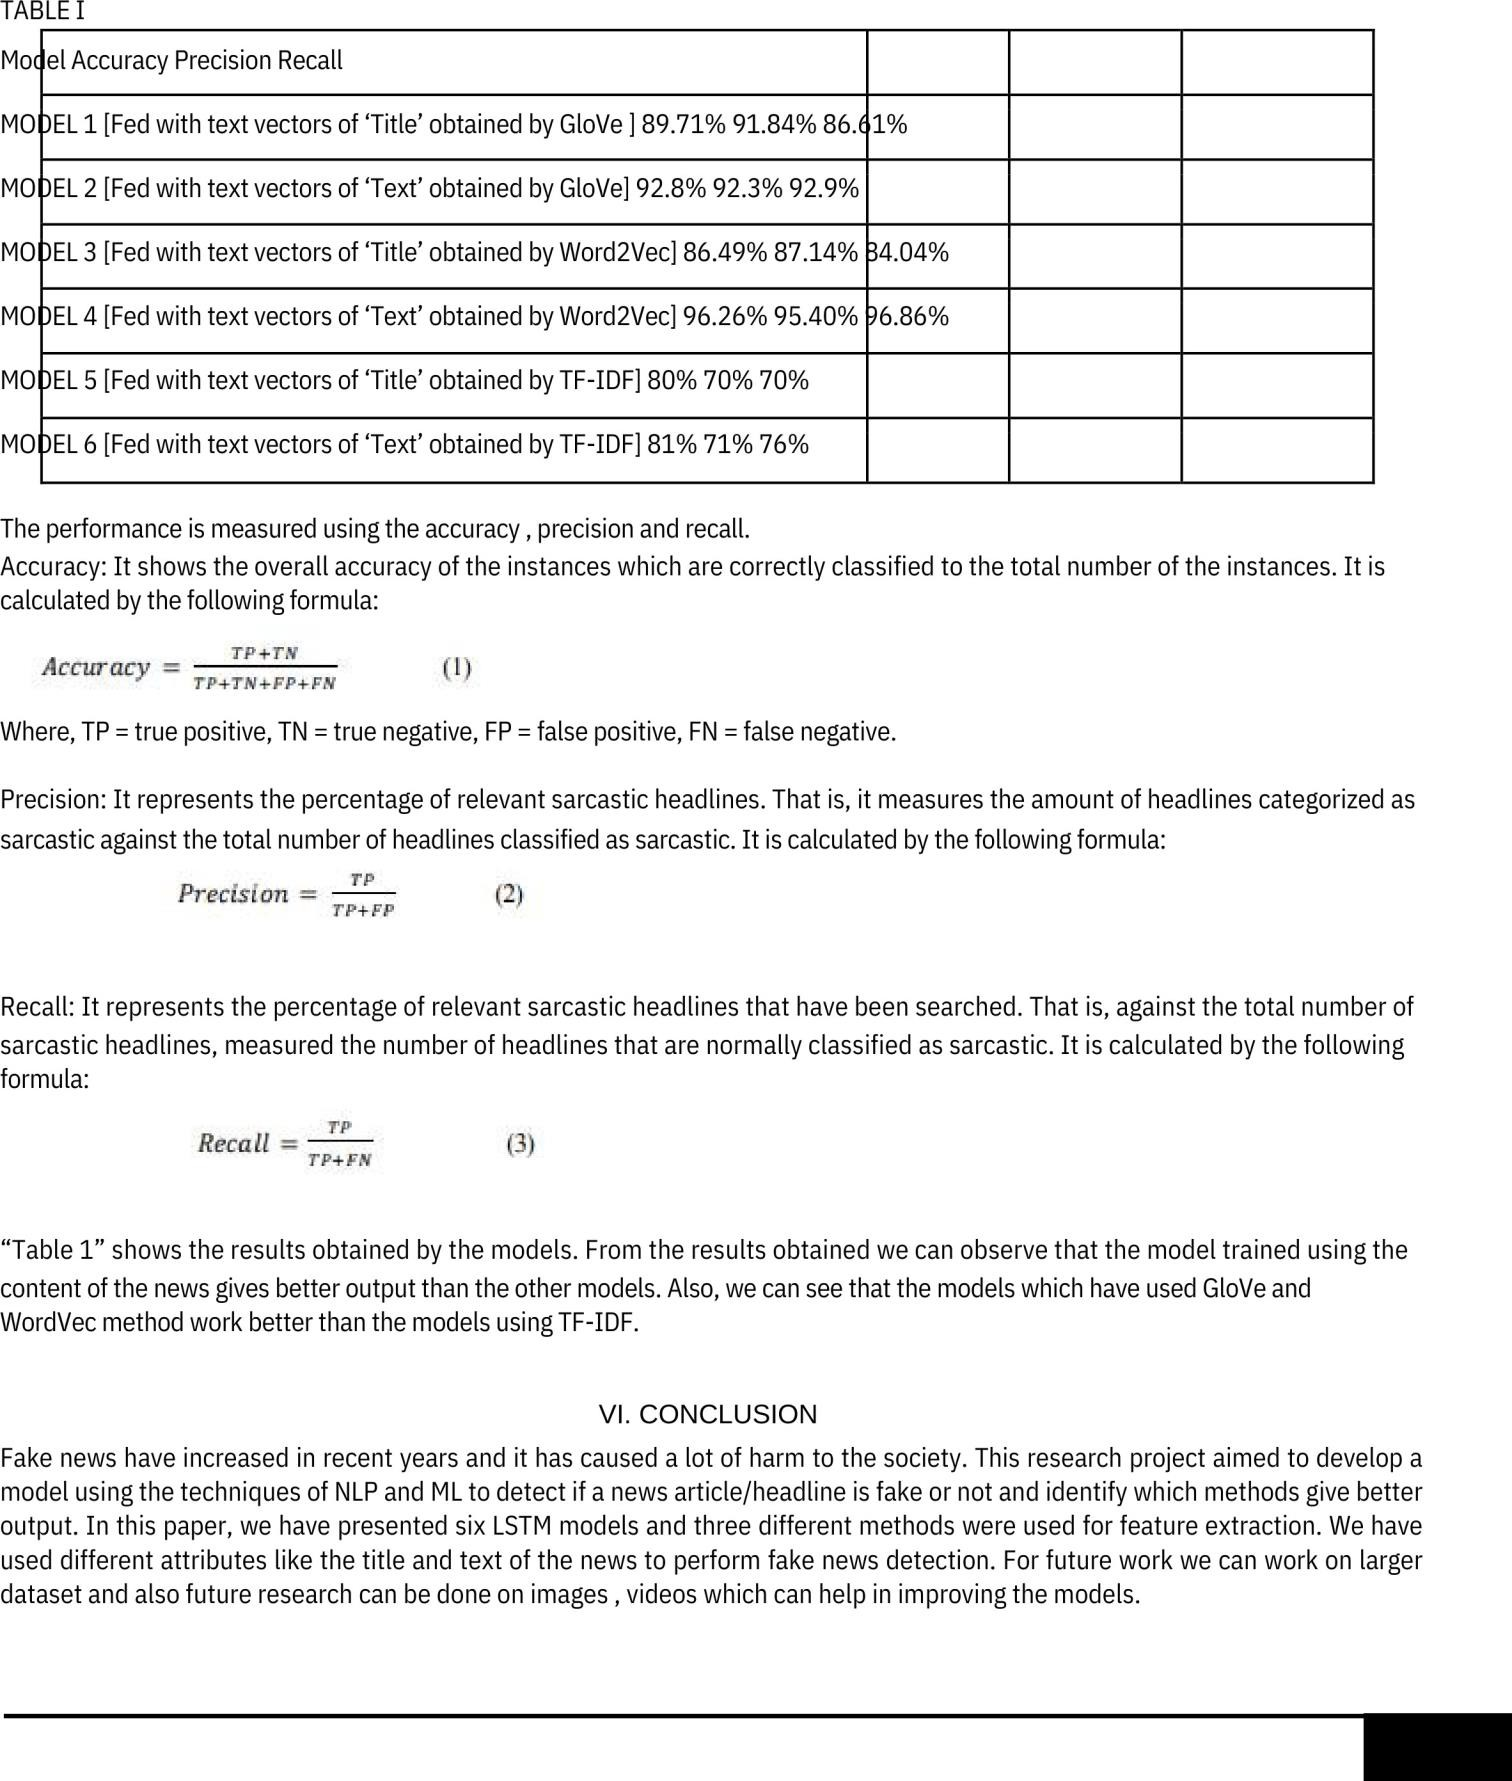 TABLE I
Model Accuracy Precision Recall
MODEL 1 [Fed with text vectors of ‘Title’ obtained by GloVe ] 89.71% 91.84% 86.61%
MODEL 2 [Fed with text vectors of ‘Text’ obtained by GloVe] 92.8% 92.3% 92.9%
MODEL 3 [Fed with text vectors of ‘Title’ obtained by Word2Vec] 86.49% 87.14% 84.04%
MODEL 4 [Fed with text vectors of ‘Text’ obtained by Word2Vec] 96.26% 95.40% 96.86%
MODEL 5 [Fed with text vectors of ‘Title’ obtained by TF-IDF] 80% 70% 70%
MODEL 6 [Fed with text vectors of ‘Text’ obtained by TF-IDF] 81% 71% 76%
The performance is measured using the accuracy , precision and recall.
Accuracy: It shows the overall accuracy of the instances which are correctly classified to the total number of the instances. It is
calculated by the following formula:
Accuracy = TP+TN / TP+TN+FP+FN (1)
Where, TP = true positive, TN = true negative, FP = false positive, FN = false negative.
Precision: It represents the percentage of relevant sarcastic headlines. That is, it measures the amount of headlines categorized as
sarcastic against the total number of headlines classified as sarcastic. It is calculated by the following formula:
Precision = TP / TP+FP (2)
Recall: It represents the percentage of relevant sarcastic headlines that have been searched. That is, against the total number of
sarcastic headlines, measured the number of headlines that are normally classified as sarcastic. It is calculated by the following
formula:
Recall = TP / TP+FN (3)
“Table 1” shows the results obtained by the models. From the results obtained we can observe that the model trained using the
content of the news gives better output than the other models. Also, we can see that the models which have used GloVe and
WordVec method work better than the models using TF-IDF.
VI. CONCLUSION
Fake news have increased in recent years and it has caused a lot of harm to the society. This research project aimed to develop a
model using the techniques of NLP and ML to detect if a news article/headline is fake or not and identify which methods give better
output. In this paper, we have presented six LSTM models and three different methods were used for feature extraction. We have
used different attributes like the title and text of the news to perform fake news detection. For future work we can work on larger
dataset and also future research can be done on images , videos which can help in improving the models.